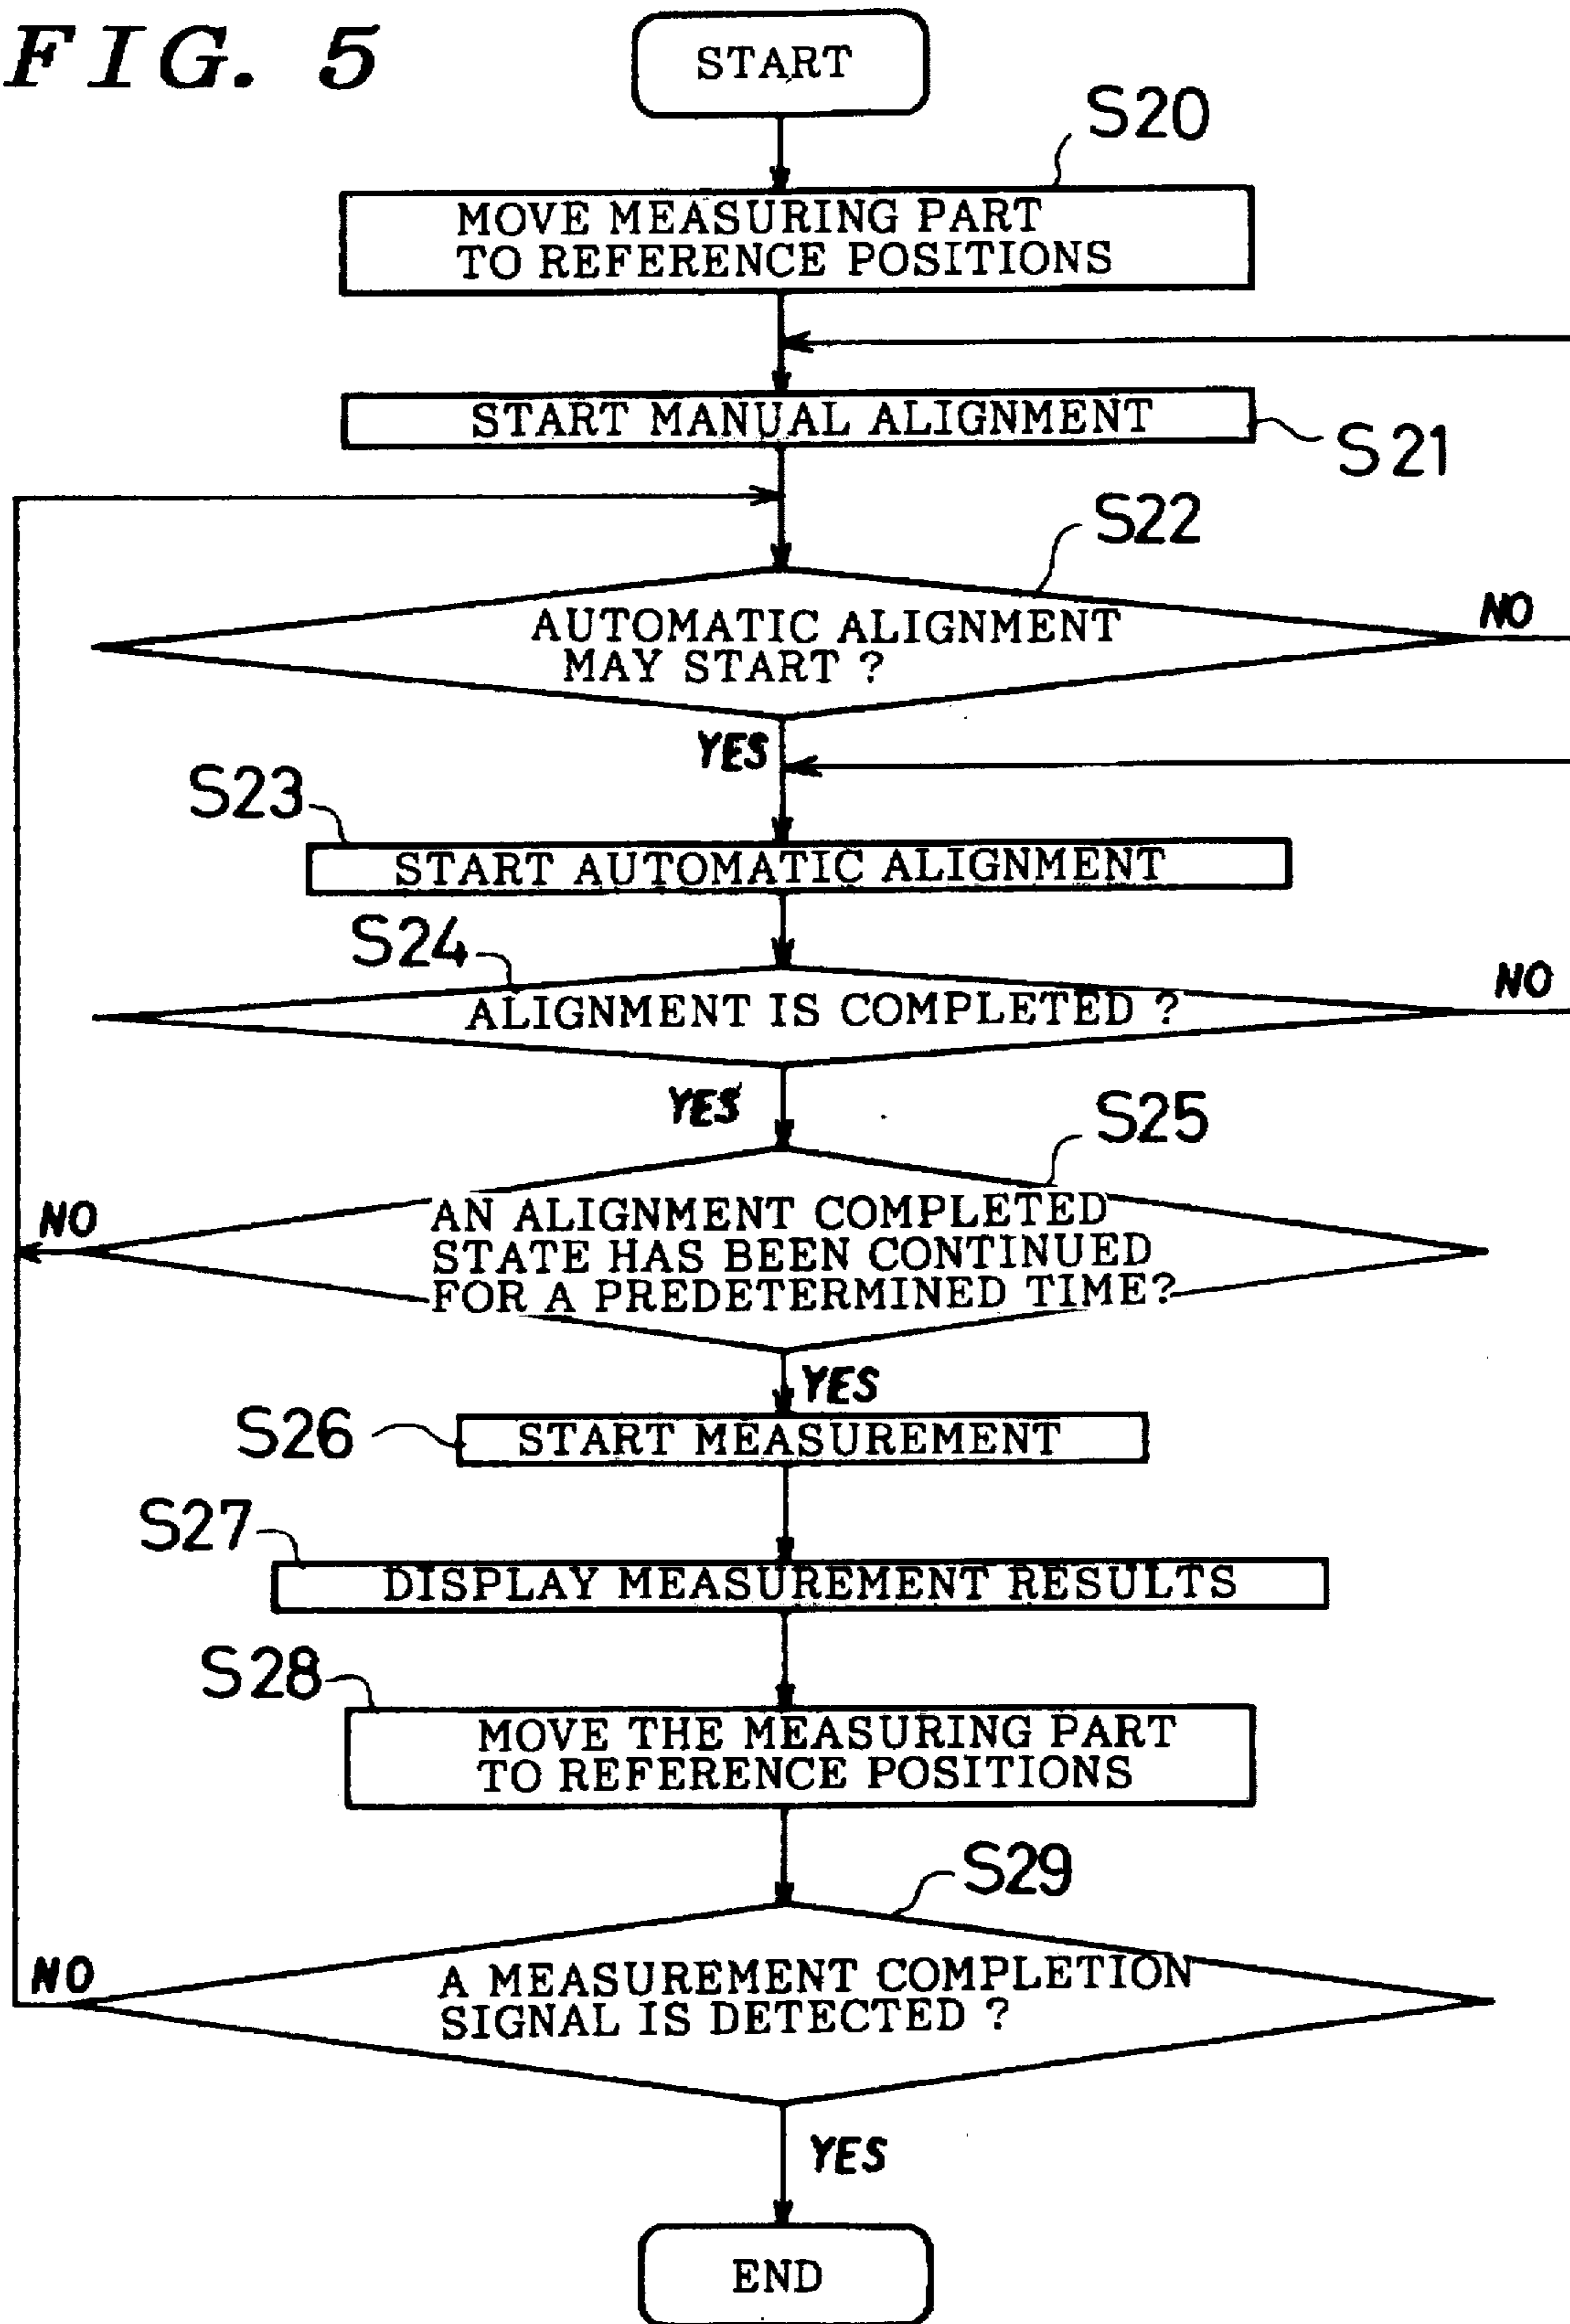 FIG. 5
START
S20
MOVE MEASURING PART
TO REFERENCE POSITIONS
START MANUAL ALIGNMENT
S21
S22
AUTOMATIC ALIGNMENT
MAY START ?
NO
YES
S23
START AUTOMATIC ALIGNMENT
S24
ALIGNMENT IS COMPLETED ?
NO
YES
S25
AN ALIGNMENT COMPLETED
STATE HAS BEEN CONTINUED
FOR A PREDETERMINED TIME?
NO
YES
S26
START MEASUREMENT
S27
DISPLAY MEASUREMENT RESULTS
S28
MOVE THE MEASURING PART
TO REFERENCE POSITIONS
S29
A MEASUREMENT COMPLETION
SIGNAL IS DETECTED ?
NO
YES
END